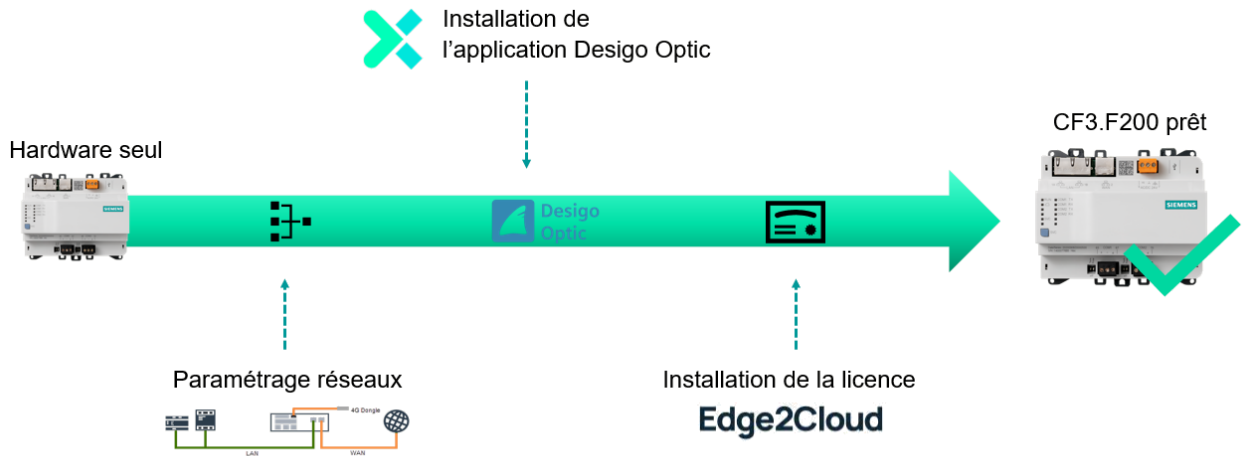 Installation de
l’application Desigo Optic
CF3.F200 prêt
Hardware seul
SIEMENS
Desigo
Optic
SIEMENS
Paramétrage réseaux
4G Dongle
LAN
WAN
Installation de la licence
Edge2Cloud